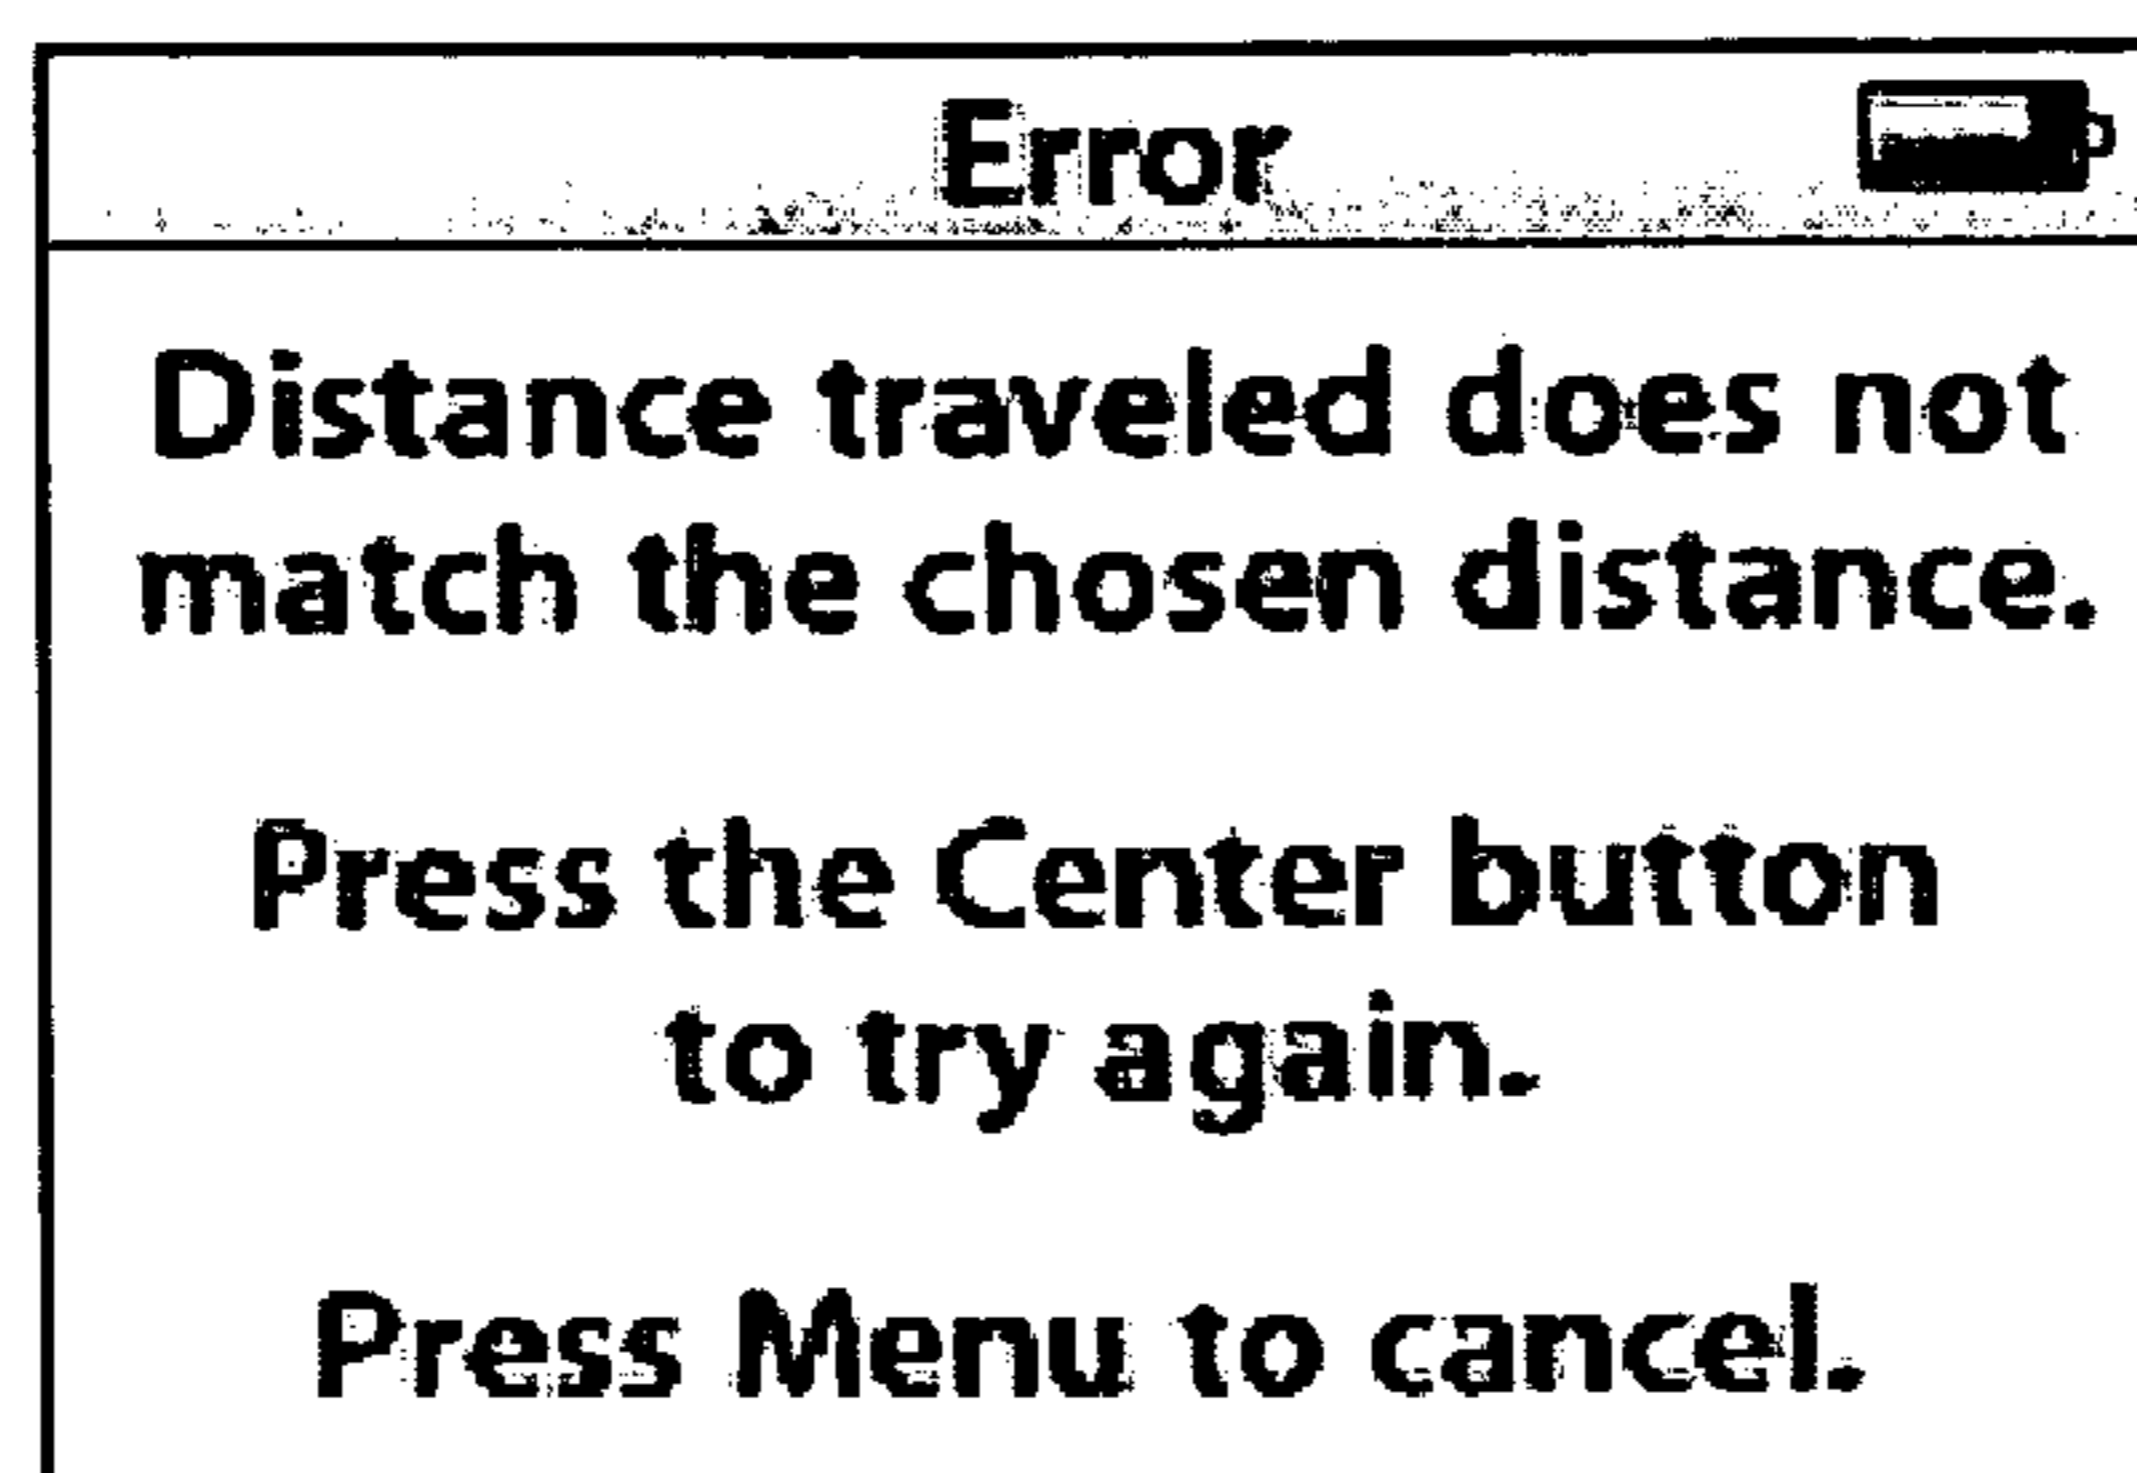 Error
Distance traveled does not
match the chosen distance.
Press the Center button
to try again.
Press Menu to cancel.